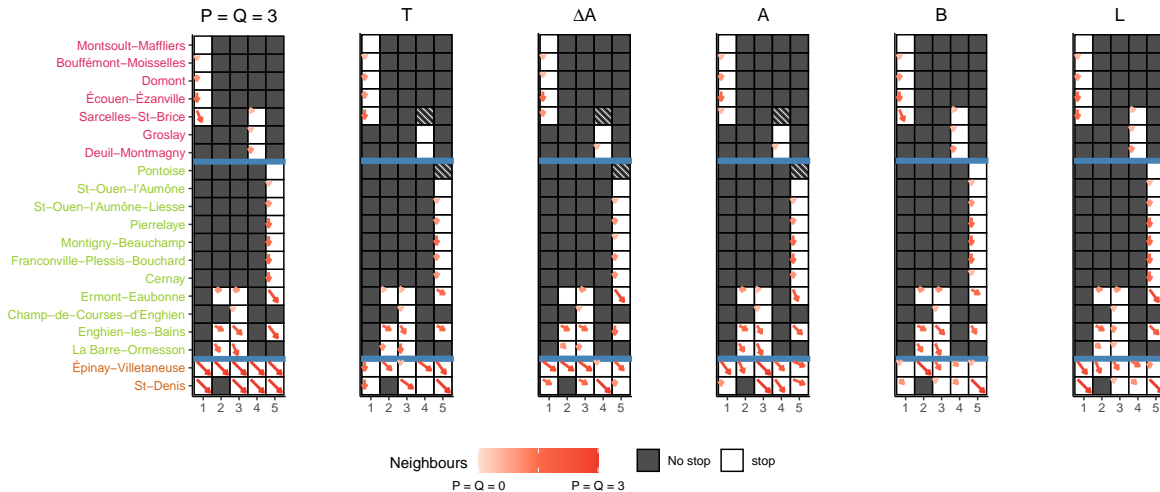 P = Q = 3 T ΔA A B L
Montsoult−Maffliers
Bouffémont−Moisselles
Domont
Écouen−Ézanville
Sarcelles−St−Brice
Groslay
Deuil−Montmagny
Pontoise
St−Ouen−l'Aumône
St−Ouen−l'Aumône−Liesse
Pierrelaye
Montigny−Beauchamp
Franconville−Plessis−Bouchard
Cernay
Ermont−Eaubonne
Champ−de−Courses−d'Enghien
Enghien−les−Bains
La Barre−Ormesson
Épinay−Villetaneuse
St−Denis
1 2 3 4 5 1 2 3 4 5 1 2 3 4 5 1 2 3 4 5 1 2 3 4 5 1 2 3 4 5
Neighbours No stop stop
P = Q = 0 P = Q = 3